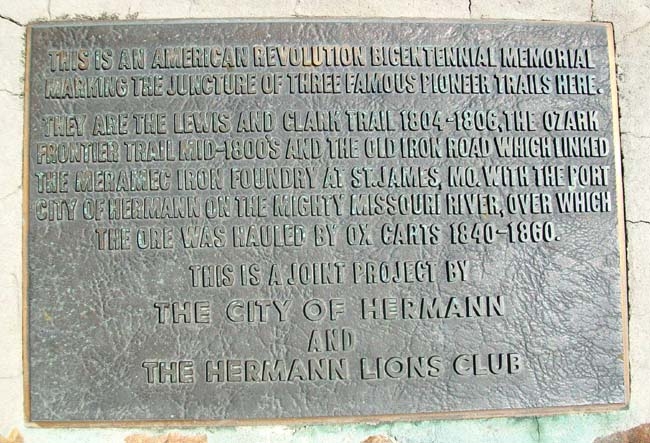 THIS IS AN AMERICAN REVOLUTION BICENTENNIAL MEMORIAL
MARKING THE JUNCTURE OF THREE FAMOUS PIONEER TRAILS HERE.
THEY ARE THE LEWIS AND CLARK TRAIL 1804-1806, THE OZARK
FRONTIER TRAIL MID-1800'S AND THE OLD IRON ROAD WHICH LINKED
THE MERAMEC IRON FOUNDRY AT ST. JAMES, MO. WITH THE PORT
CITY OF HERMANN ON THE MIGHTY MISSOURI RIVER, OVER WHICH
THE ORE WAS HAULED BY OX CARTS 1840-1860.
THIS IS A JOINT PROJECT BY
THE CITY OF HERMANN
AND
THE HERMANN LIONS CLUB